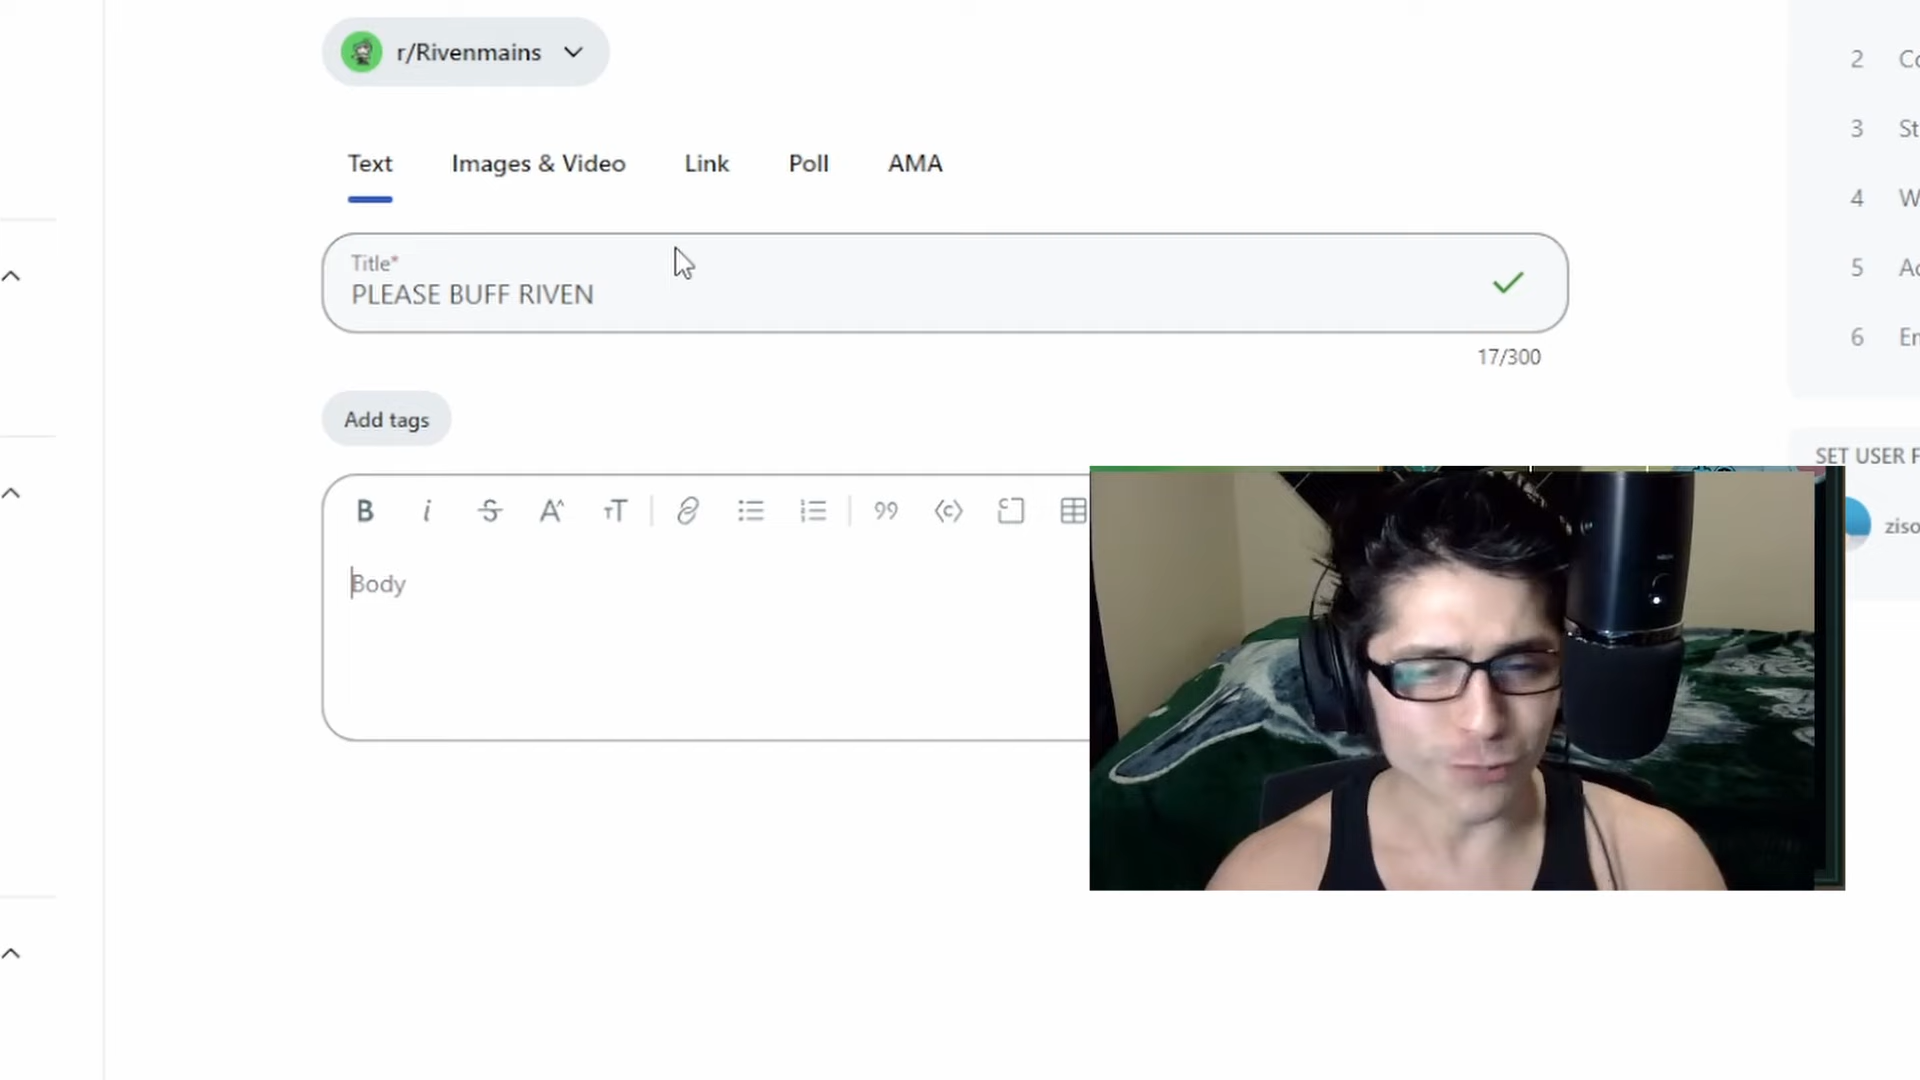 r/Rivenmains
Text Images & Video Link Poll AMA
Title*
PLEASE BUFF RIVEN
17/300
Add tags
Body
2
3
4
5
6
SET USER